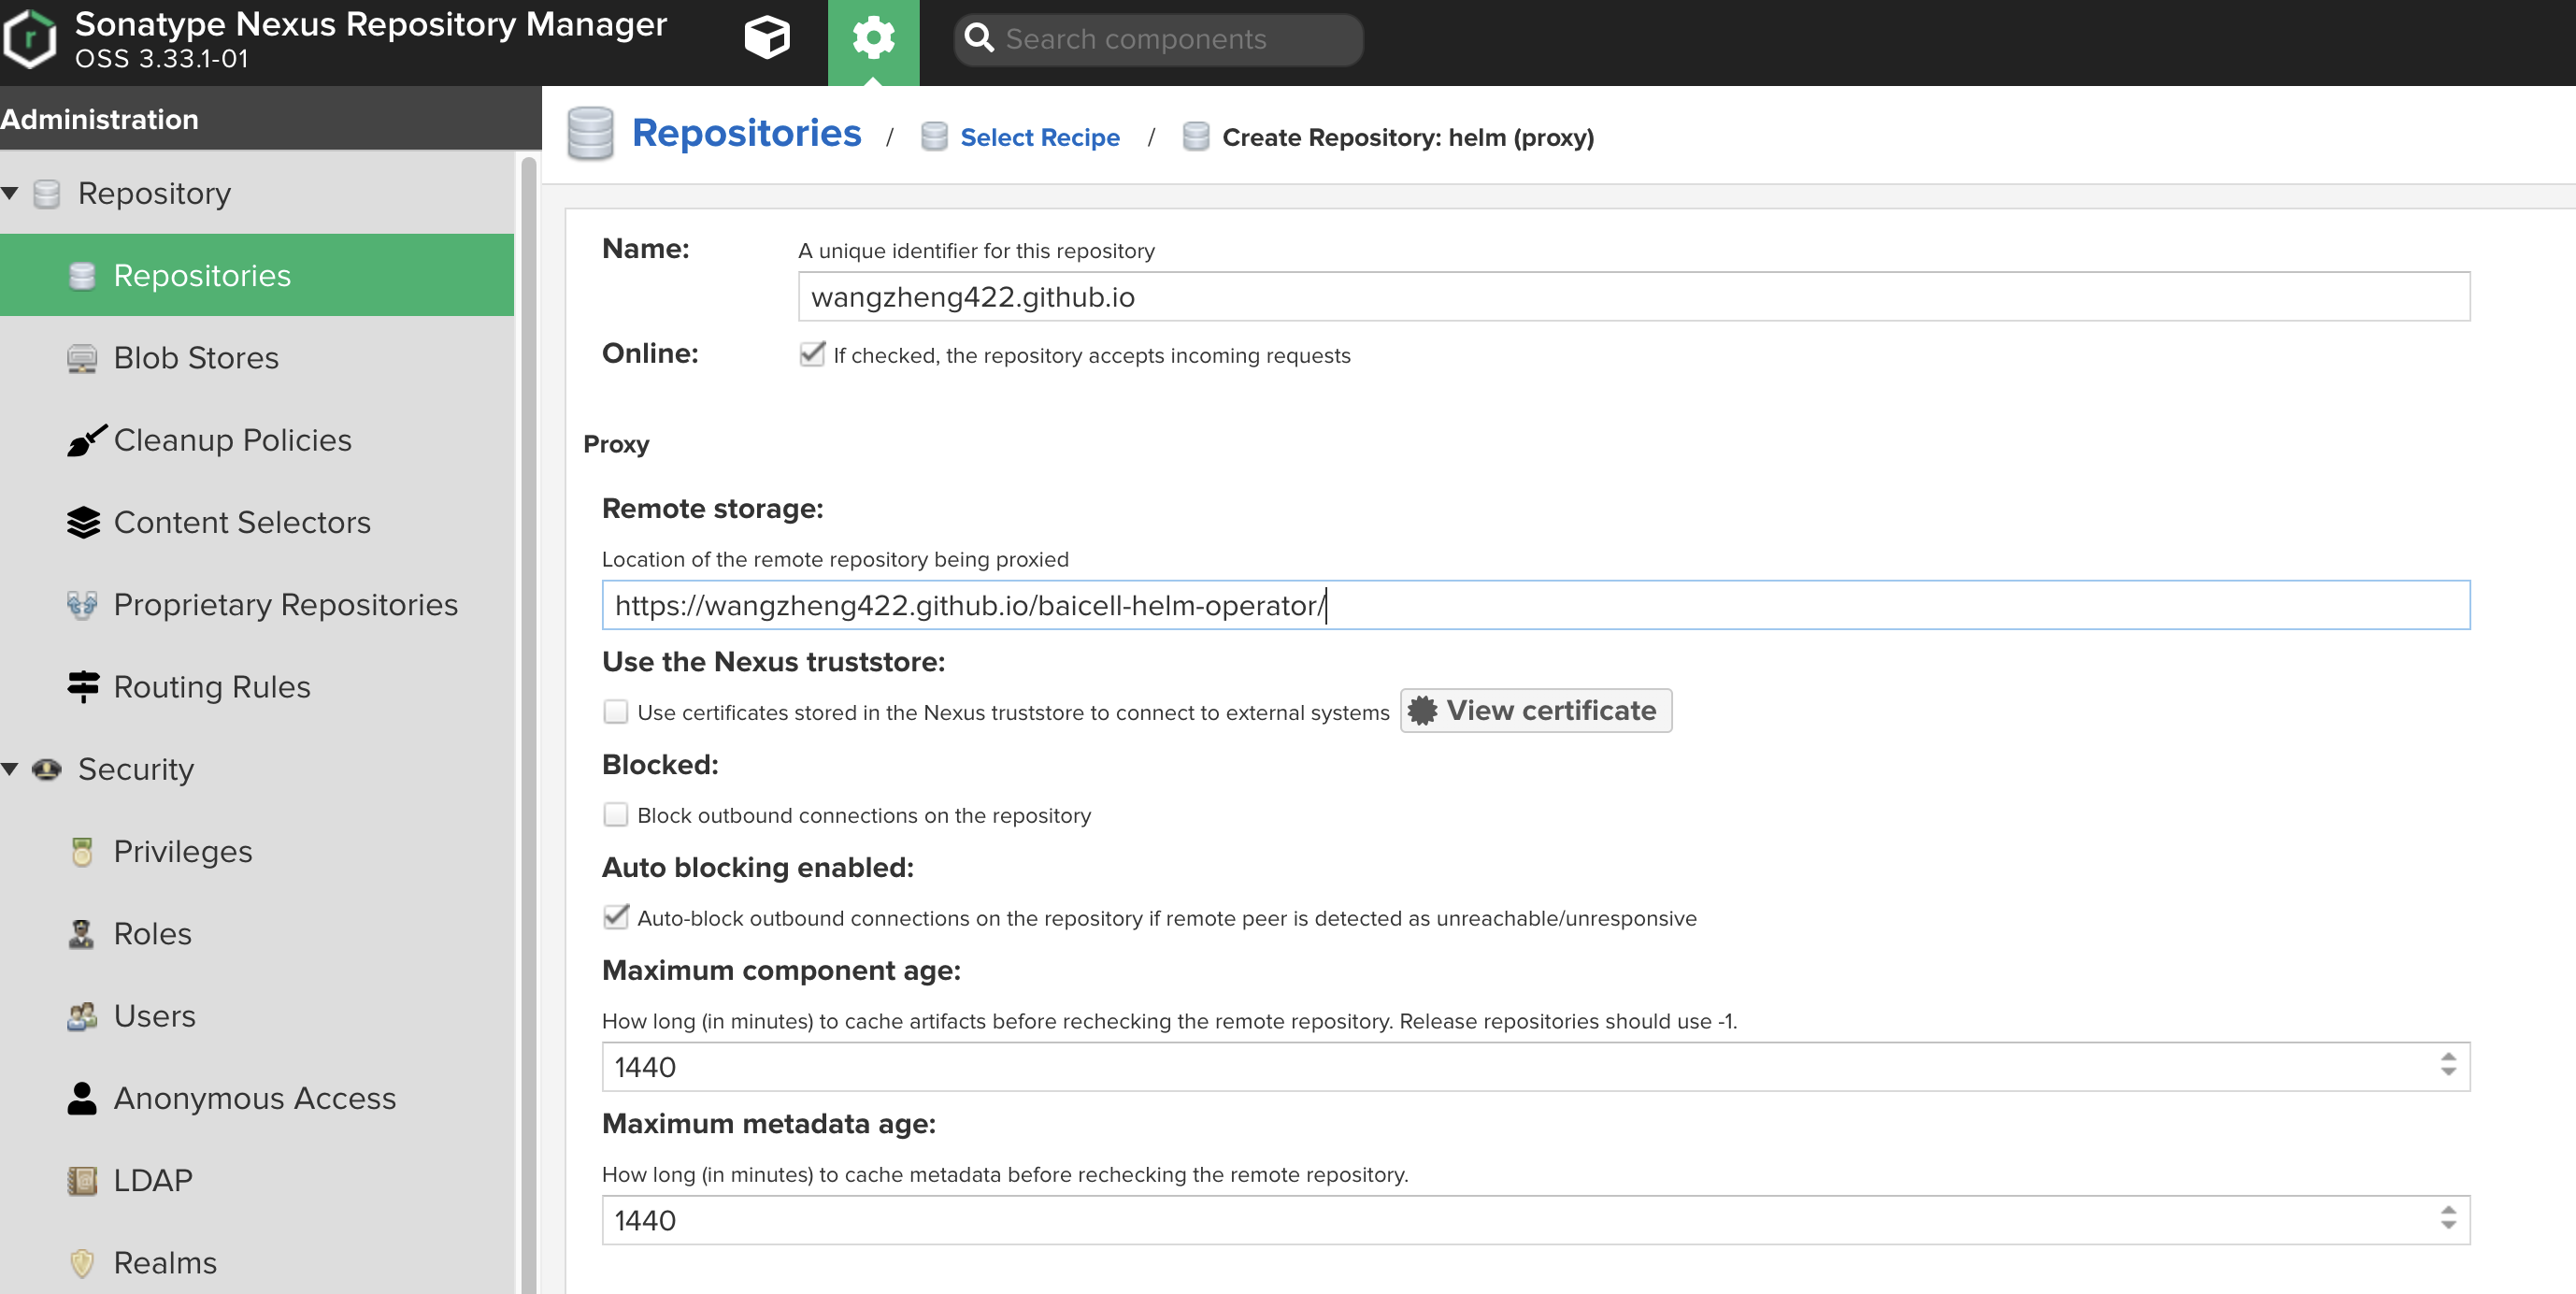 Sonatype Nexus Repository Manager
OSS 3.33.1-01
Search components
Administration
Repository
Repositories
Blob Stores
Cleanup Policies
Content Selectors
Proprietary Repositories
Routing Rules
Security
Privileges
Roles
Users
Anonymous Access
LDAP
Realms
Repositories / Select Recipe / Create Repository: helm (proxy)
Name: A unique identifier for this repository
wangzheng422.github.io
Online: If checked, the repository accepts incoming requests
Proxy
Remote storage:
Location of the remote repository being proxied
https://wangzheng422.github.io/baicell-helm-operator/
Use the Nexus truststore:
Use certificates stored in the Nexus truststore to connect to external systems View certificate
Blocked:
Block outbound connections on the repository
Auto blocking enabled:
Auto-block outbound connections on the repository if remote peer is detected as unreachable/unresponsive
Maximum component age:
How long (in minutes) to cache artifacts before rechecking the remote repository. Release repositories should use -1.
1440
Maximum metadata age:
How long (in minutes) to cache metadata before rechecking the remote repository.
1440